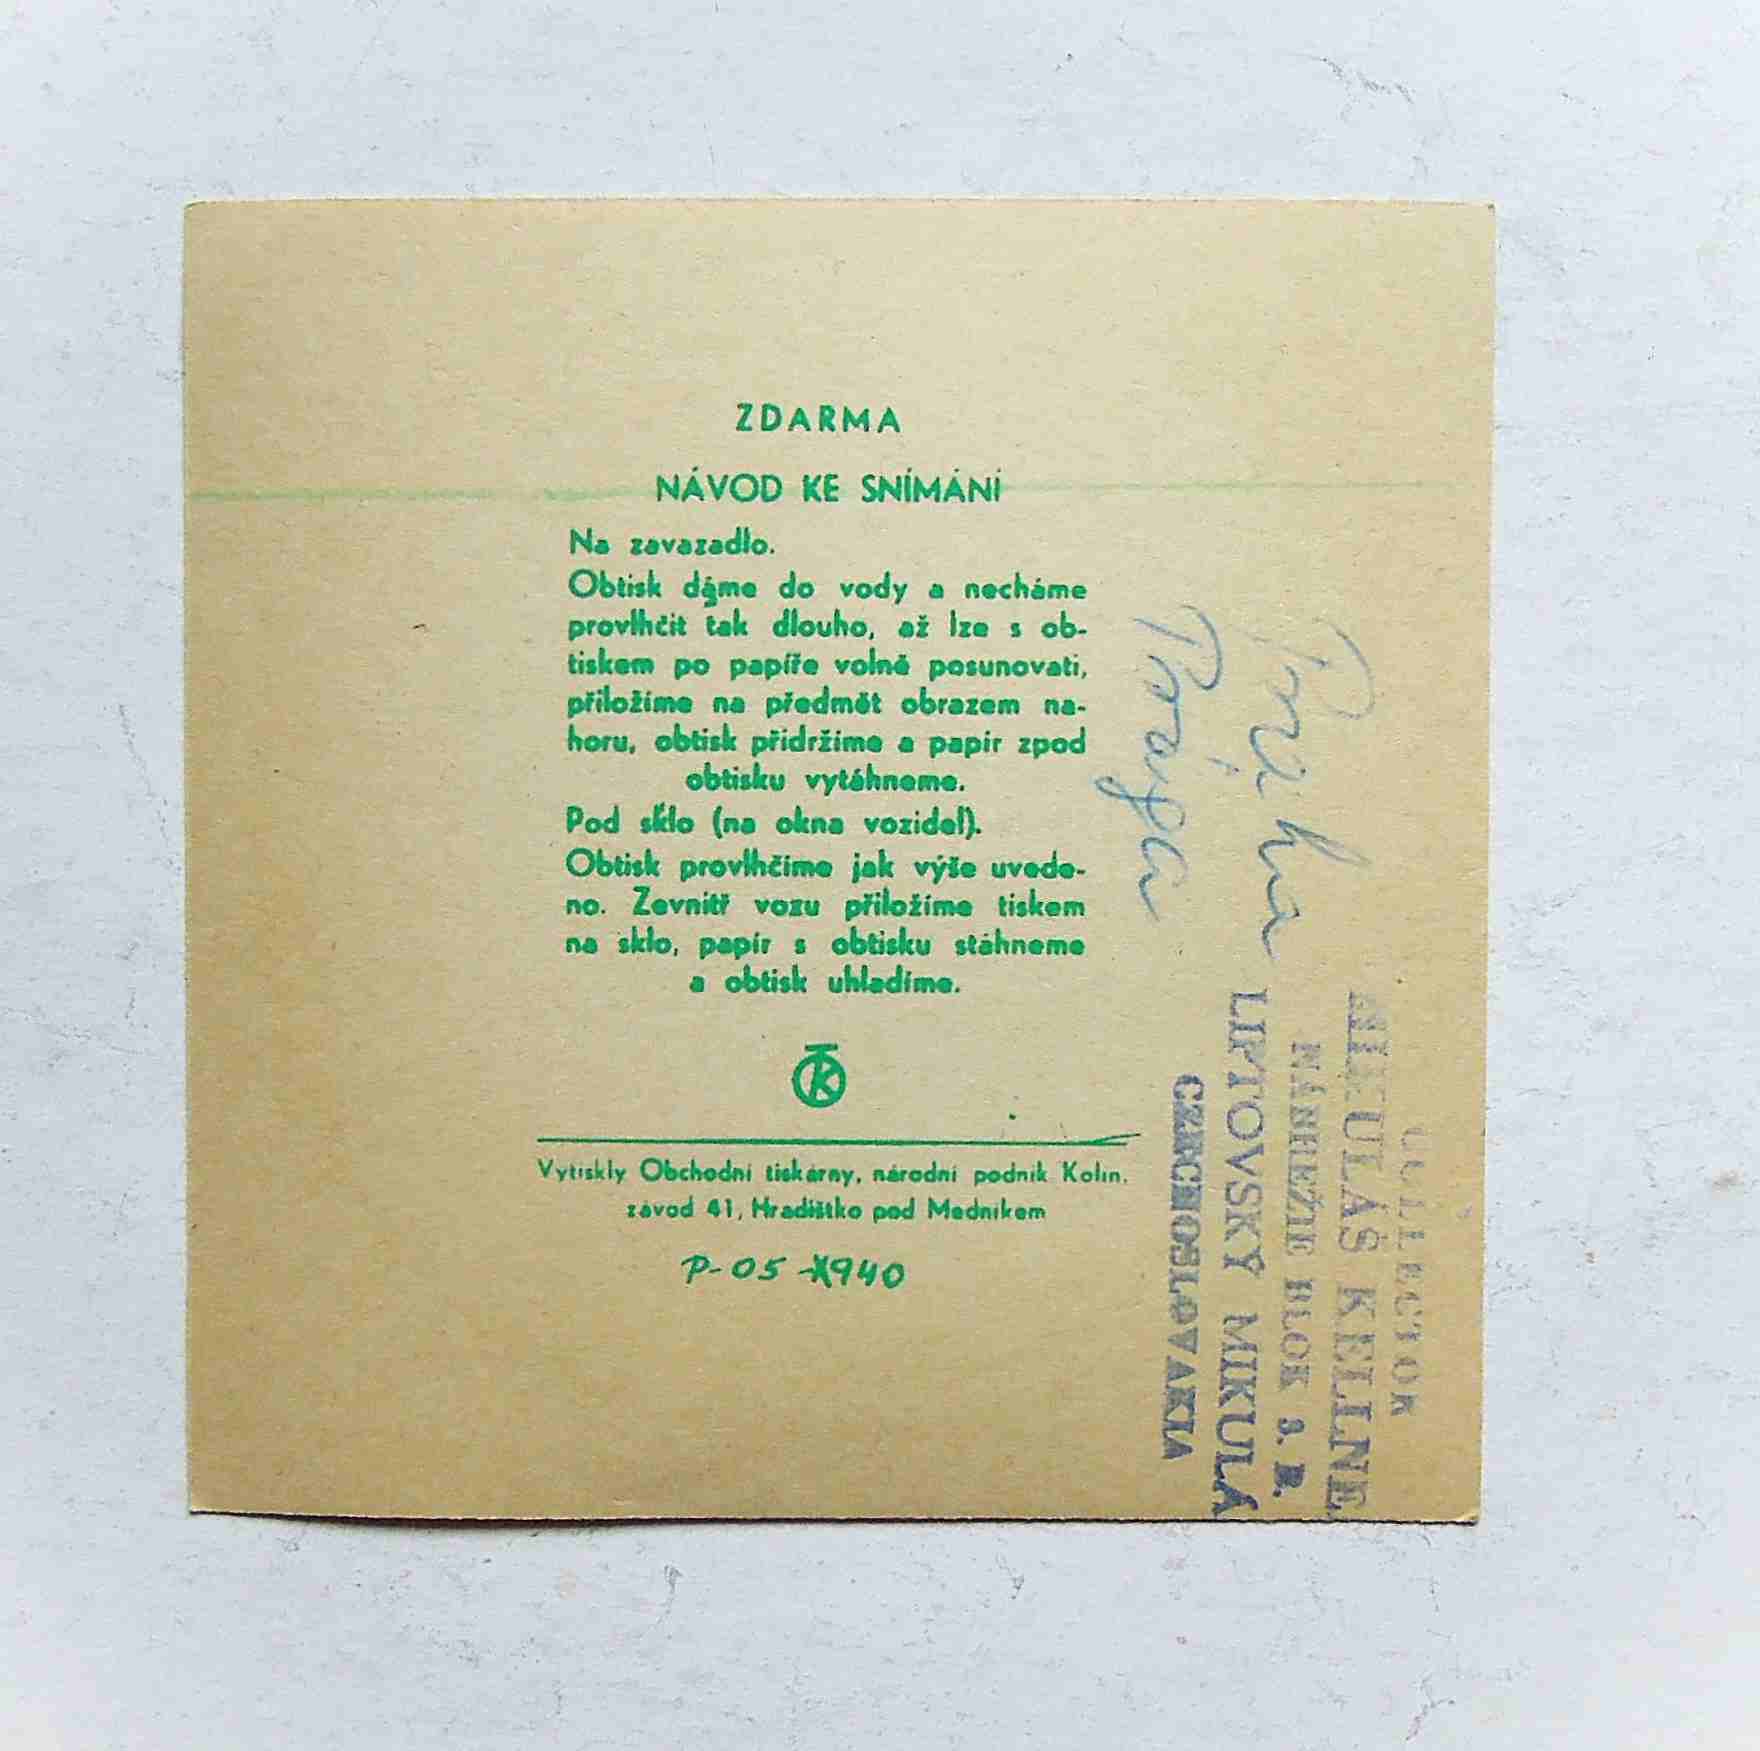 ZDARMA
NÁVOD KE SNÍMÁNÍ
Na zavazadlo.
Obtisk dáme do vody a necháme
provlhčit tak dlouho, až lze s ob-
tiskem po papíře volně posunovati,
přiložíme na předmět obrazem na-
horu, obtisk přidržíme a papír zpod
obtisku vytáhneme.
Pod sklo (na okna vozidel).
Obtisk provlhčíme jak výše uvede-
no. Zevnitř vozu přiložíme tiskem
na sklo, papír s obtisku stáhneme
a obtisk uhladíme.
Vytiskly Obchodní tiskárny, národní podnik Kolín,
závod 41, Hradištko pod Medníkem
P-05-*940
Praha
COLLECTOR
MIKULÁŠ KELLNE
NÁBREŽIE BLOK 3. B.
LIPTOVSKÝ MIKULÁ
CZECHOSLOVAKIA